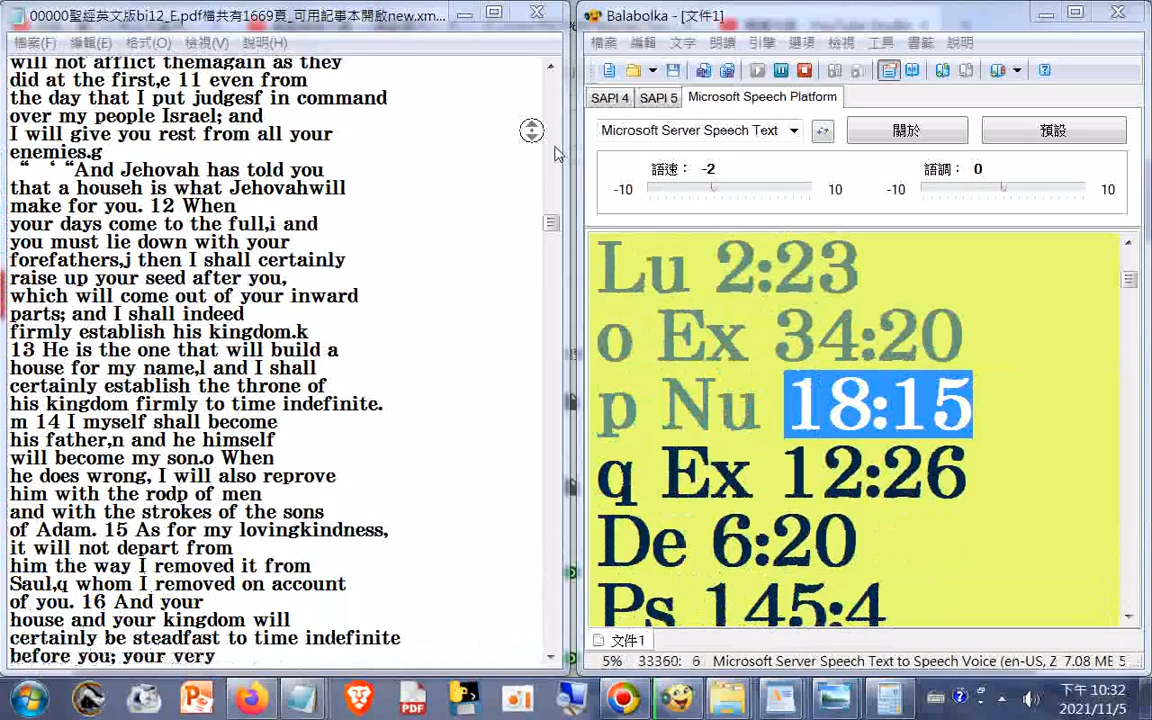 00000聖經英文版bi12_E.pdf檔共有1669頁_可用記事本開啟new.xm...
檔案(F) 編輯(E) 格式(O) 檢視(V) 說明(H)
will not afflict themagain as they
did at the first,e 11 even from
the day that I put judgesf in command
over my people Israel; and
I will give you rest from all your
enemies.g
“ ‘ “And Jehovah has told you
that a househ is what Jehovahwill
make for you. 12 When
your days come to the full,i and
you must lie down with your
forefathers,j then I shall certainly
raise up your seed after you,
which will come out of your inward
parts; and I shall indeed
firmly establish his kingdom.k
13 He is the one that will build a
house for my name,l and I shall
certainly establish the throne of
his kingdom firmly to time indefinite.
m 14 I myself shall become
his father,n and he himself
will become my son.o When
he does wrong, I will also reprove
him with the rodp of men
and with the strokes of the sons
of Adam. 15 As for my lovingkindness,
it will not depart from
him the way I removed it from
Saul,q whom I removed on account
of you. 16 And your
house and your kingdom will
certainly be steadfast to time indefinite
before you; your very
Balabolka - [文件1]
檔案 編輯 文字 朗讀 引擎 選項 檢視 工具 書籤 說明
SAPI 4 SAPI 5 Microsoft Speech Platform
Microsoft Server Speech Text 關於 預設
語速: -2 語調: 0
-10 10 -10 10
Lu 2:23
o Ex 34:20
p Nu 18:15
q Ex 12:26
De 6:20
Ps 145:4
文件1
5% 33360: 6 Microsoft Server Speech Text to Speech Voice (en-US, Z 7.08 MB 5
PDF
下午 10:32
2021/11/5